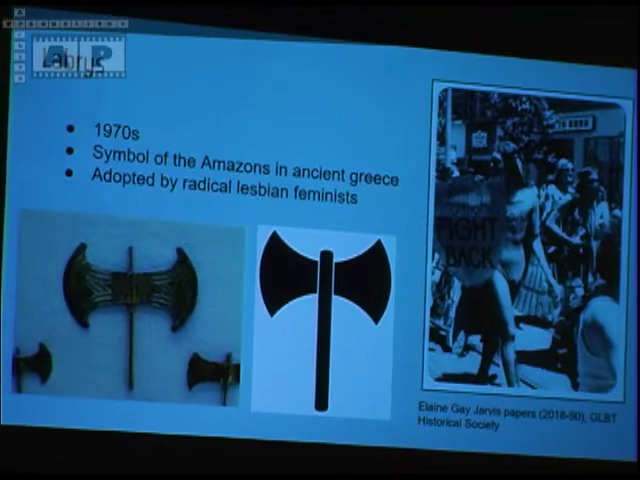 Labrys
AP
● 1970s
● Symbol of the Amazons in ancient greece
● Adopted by radical lesbian feminists
FIGHT
BACK
Elaine Gay Jarvis papers (2018-90), GLBT
Historical Society